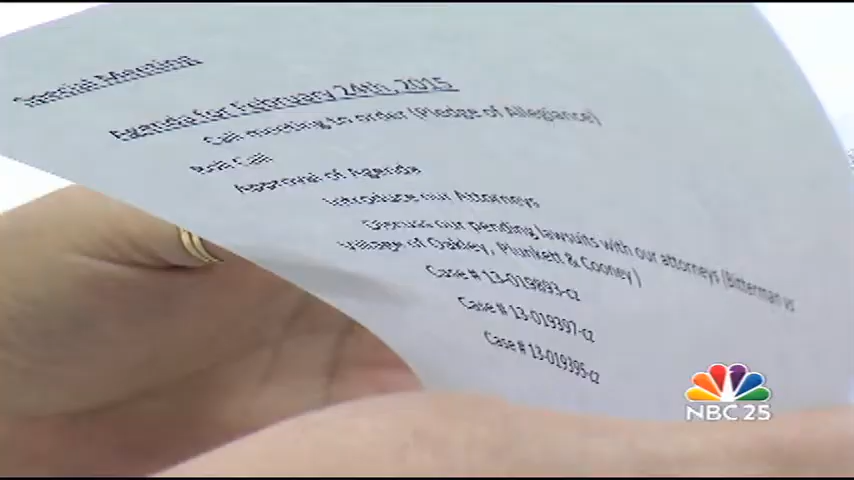 Special Meeting
Agenda for February 24th, 2015
Call meeting to order (Pledge of Allegiance)
Roll Call
Approval of Agenda
Introduce our Attorneys
Discuss our pending lawsuits with our attorneys (Bitterman vs
Village of Oakley, Plunkett & Cooney)
Case # 13-019893-cz
Case # 13-019397-cz
Case # 13-019395-cz
NBC 25